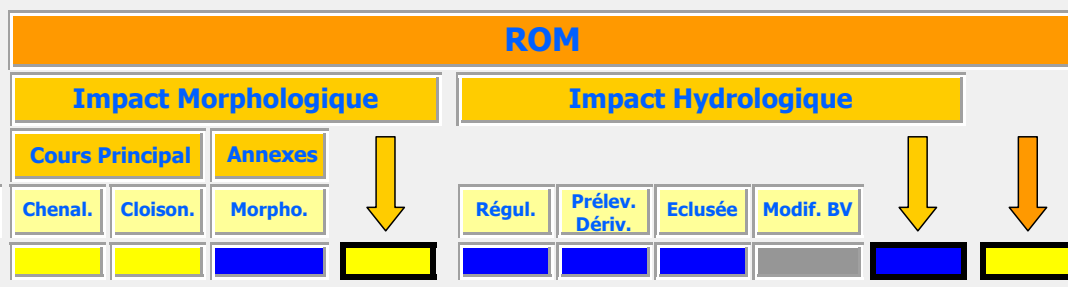 ROM
Impact Morphologique
Impact Hydrologique
Cours Principal
Annexes
Chenal.
Cloison.
Morpho.
Régul.
Prélev.
Dériv.
Eclusée
Modif. BV